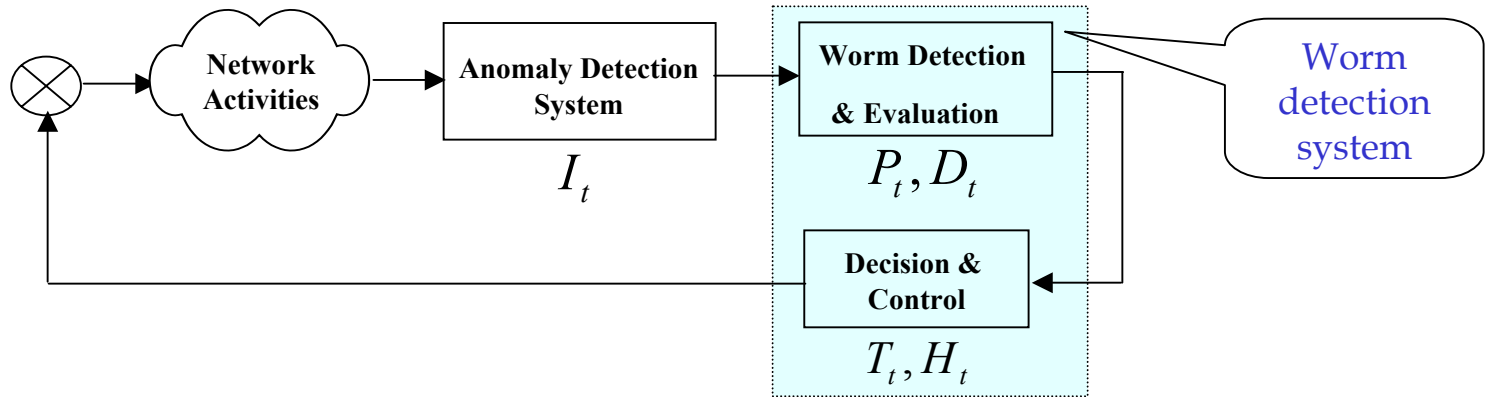 Network
Activities
Anomaly Detection
System
I_t
Worm Detection
& Evaluation
P_t, D_t
Worm
detection
system
Decision &
Control
T_t, H_t